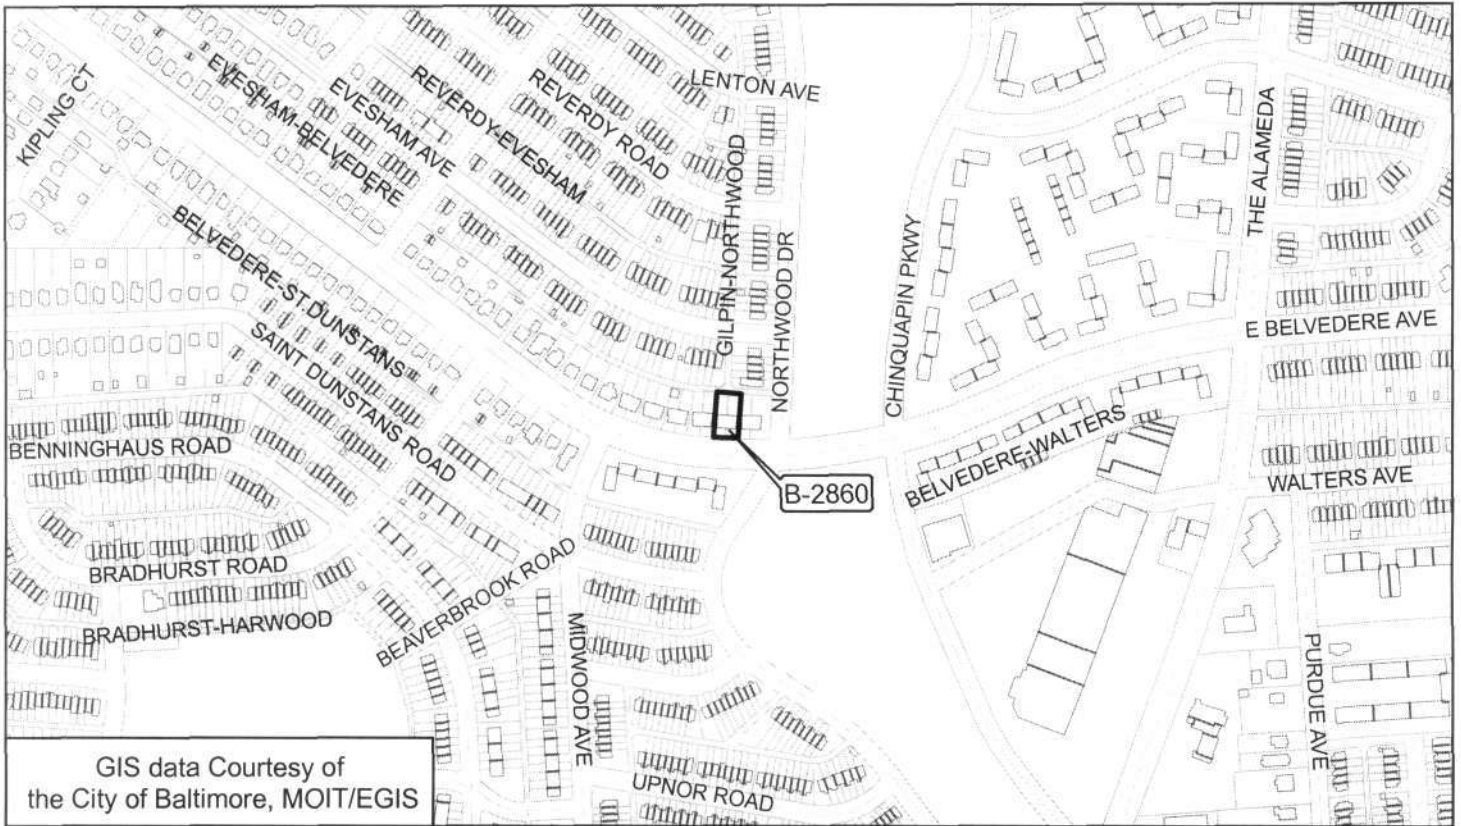 LENTON AVE
KIPLING CT
EVESHAM-BELVEDERE
EVESHAM AVE
REVERDY-EVESHAM
REVERDY ROAD
GILPIN-NORTHWOOD
NORTHWOOD DR
CHINQUAPIN PKWY
THE ALAMEDA
BELVEDERE-ST.DUNSTANS
SAINT DUNSTANS ROAD
E BELVEDERE AVE
BENNINGHAUS ROAD
B-2860
BELVEDERE-WALTERS
WALTERS AVE
BRADHURST ROAD
BRADHURST-HARWOOD
BEAVERBROOK ROAD
MIDWOOD AVE
PURDUE AVE
UPNOR ROAD
GIS data Courtesy of
the City of Baltimore, MOIT/EGIS